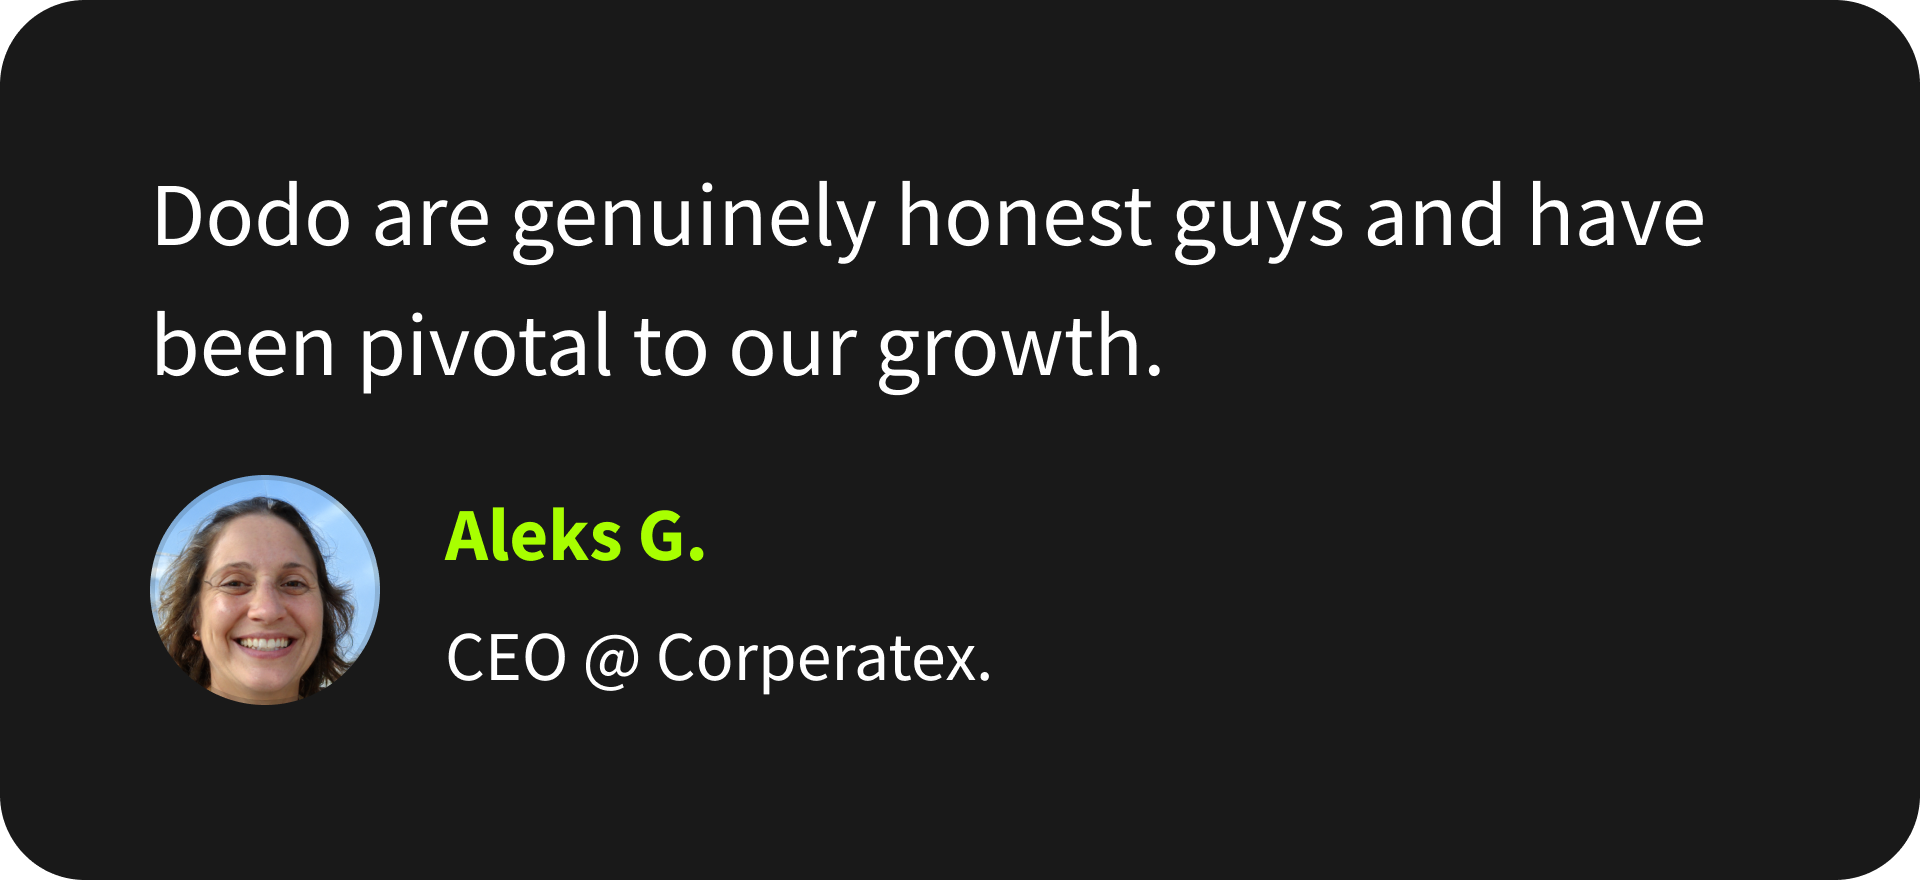 Dodo are genuinely honest guys and have
been pivotal to our growth.
Aleks G.
CEO @ Corperatex.